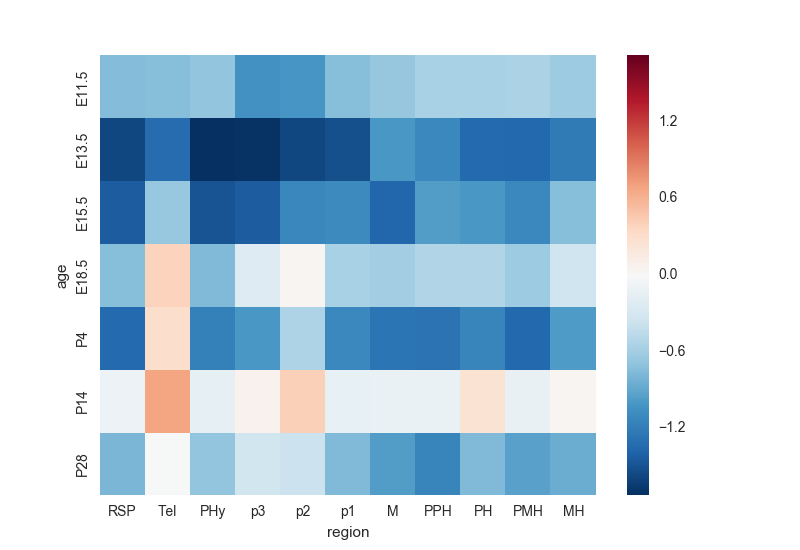 E11.5
E13.5
E15.5
E18.5
P4
P14
P28
age
RSP Tel PHy p3 p2 p1 M PPH PH PMH MH
region
1.2
0.6
0.0
−0.6
−1.2